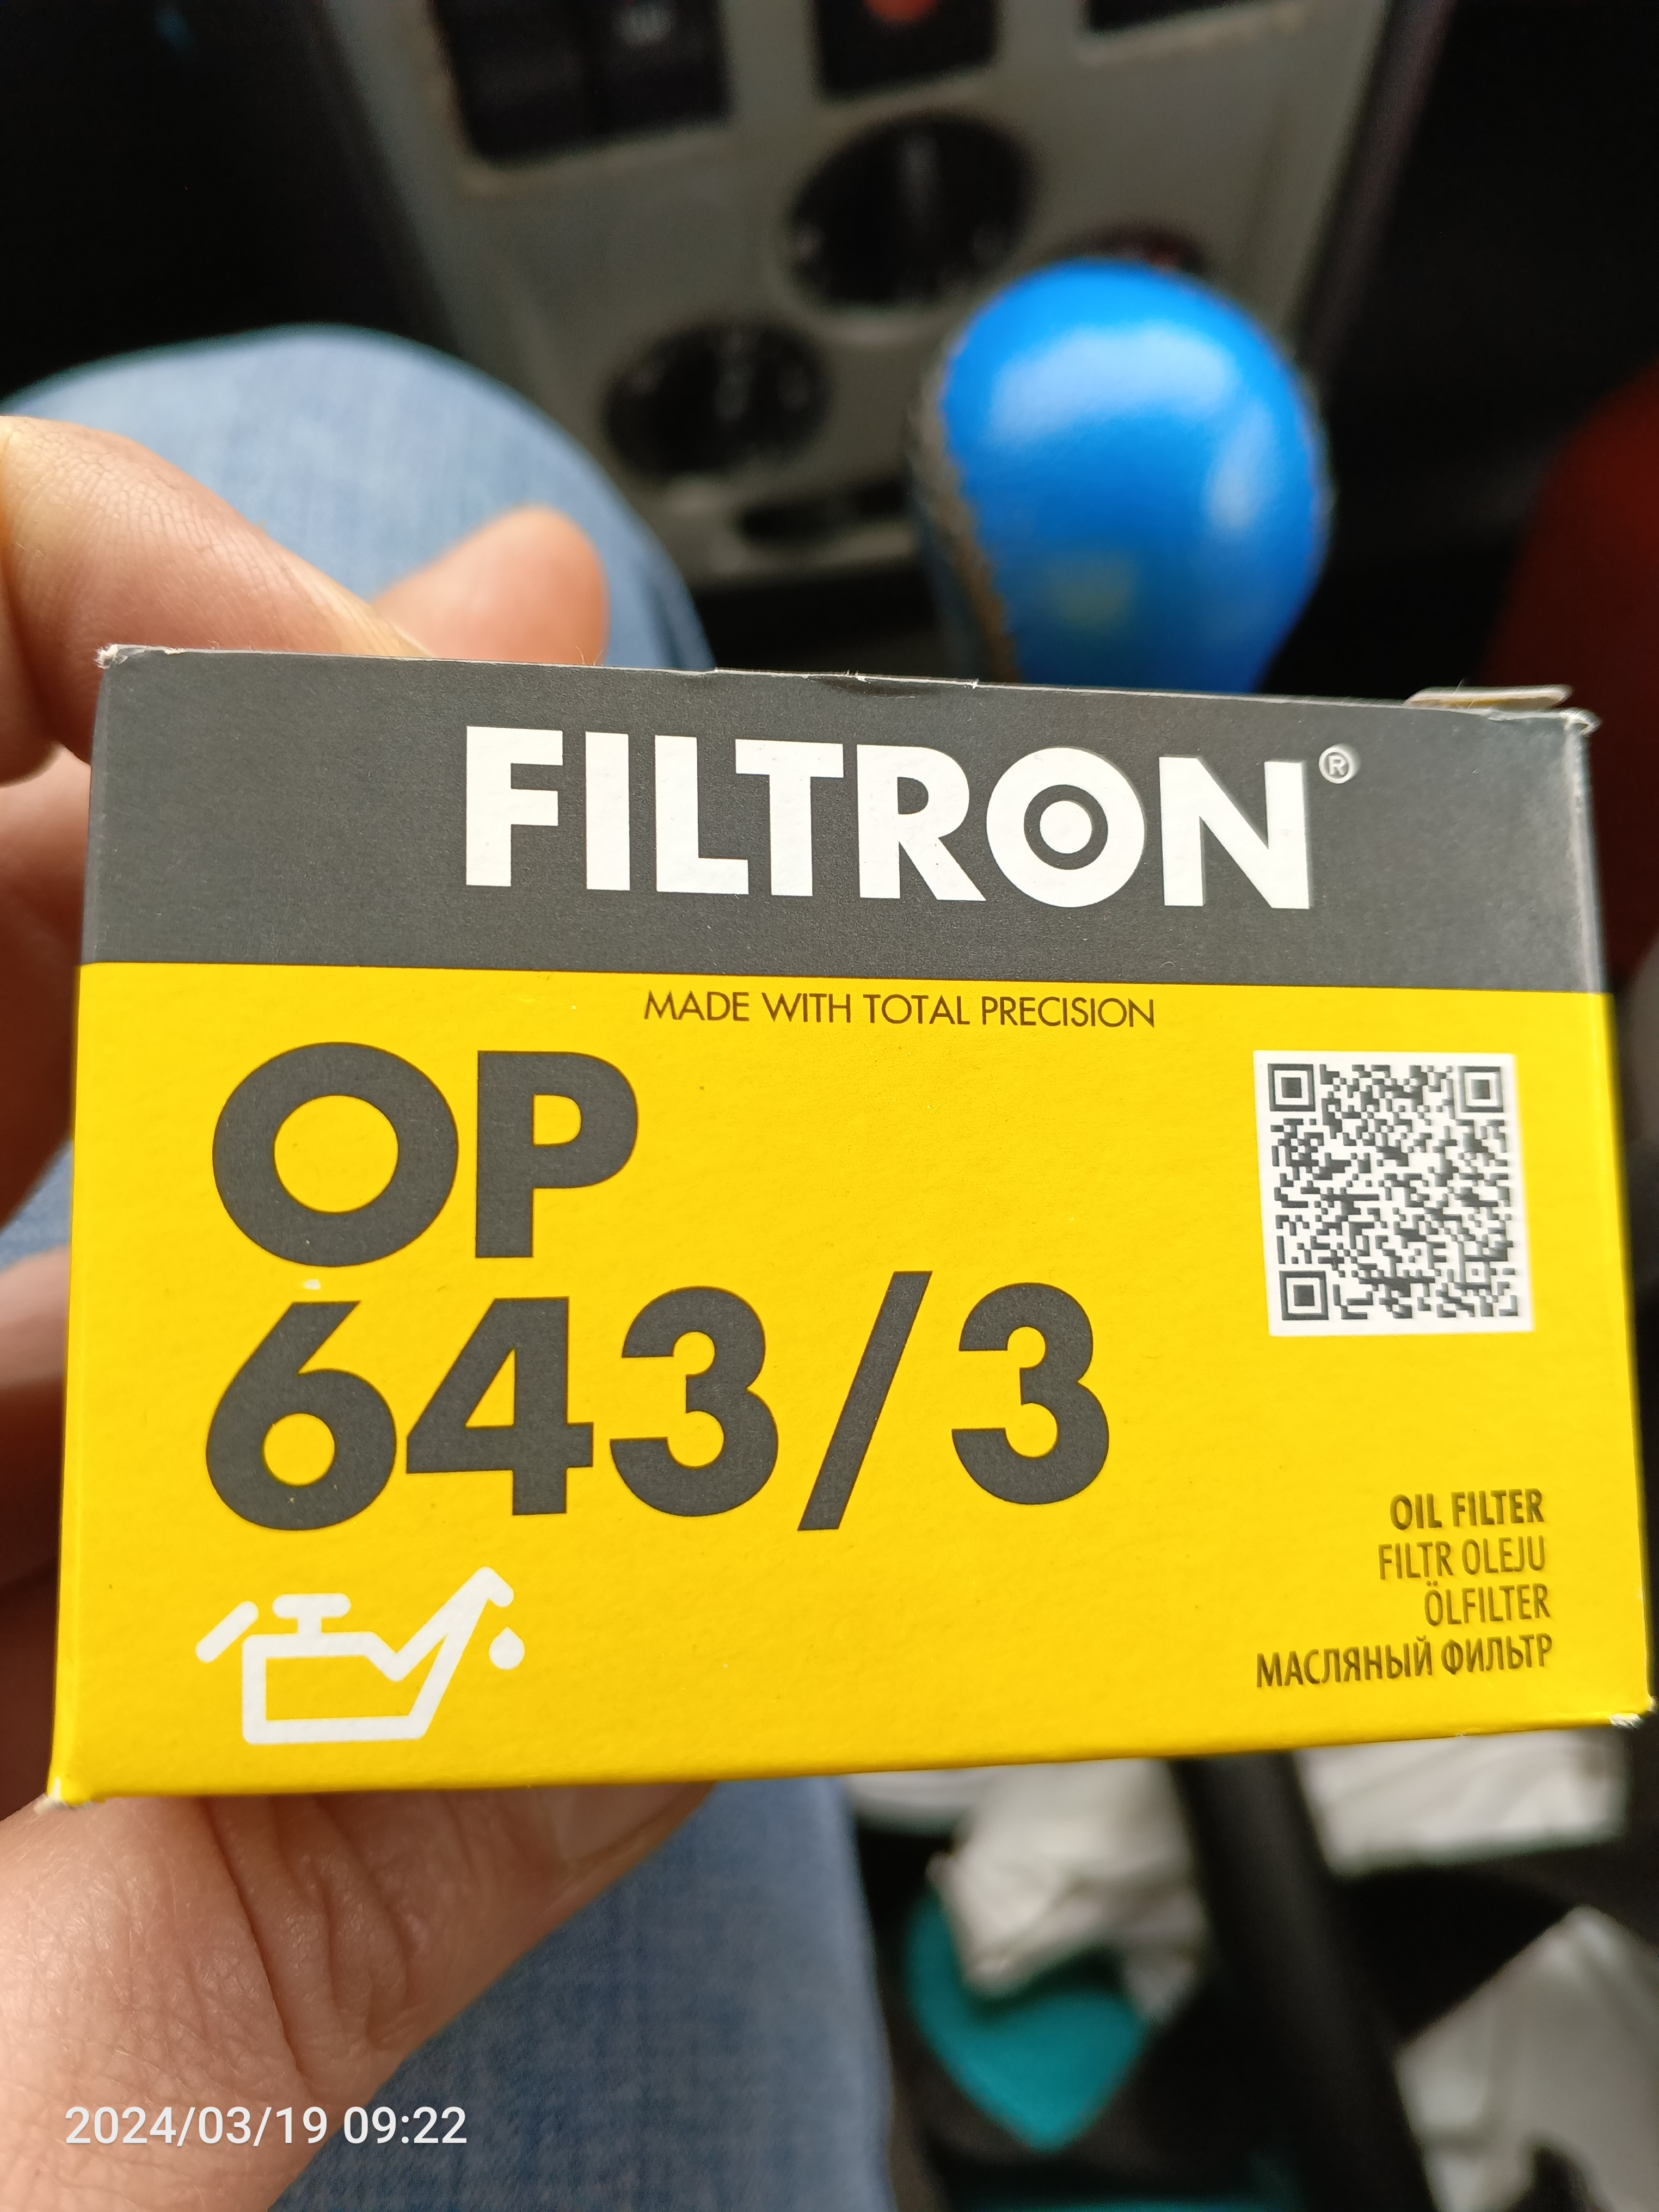 FILTRON®
MADE WITH TOTAL PRECISION
OP
643/3
OIL FILTER
FILTR OLEJU
ÖLFILTER
МАСЛЯНЫЙ ФИЛЬТР
2024/03/19 09:22